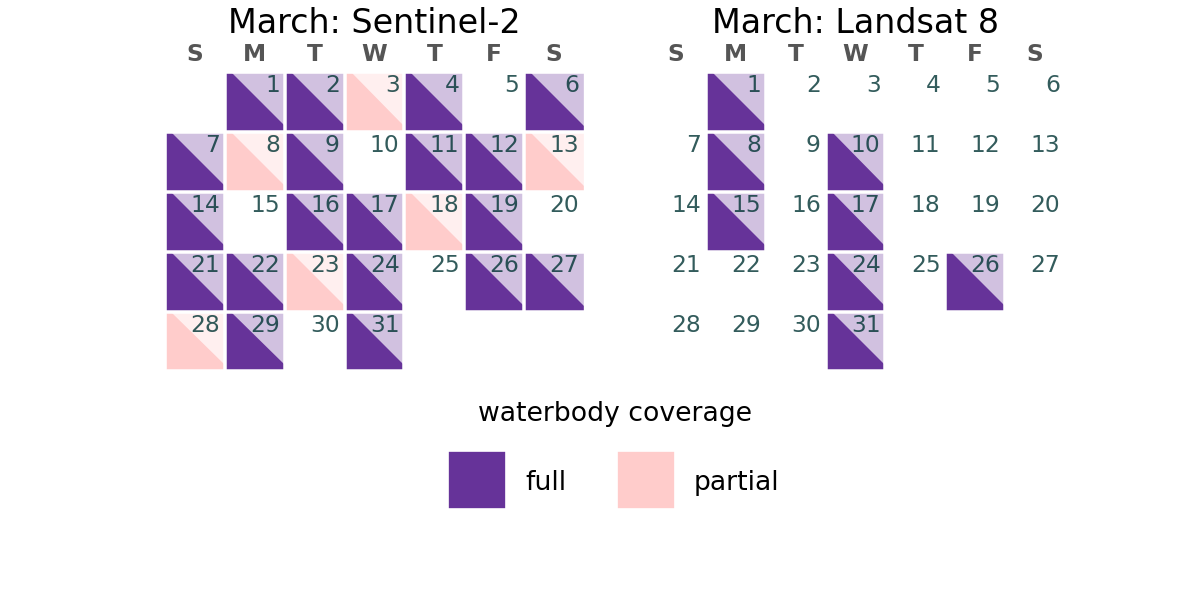 March: Sentinel-2
S M T W T F S
1 2 3 4 5 6
7 8 9 10 11 12 13
14 15 16 17 18 19 20
21 22 23 24 25 26 27
28 29 30 31
March: Landsat 8
S M T W T F S
1 2 3 4 5 6
7 8 9 10 11 12 13
14 15 16 17 18 19 20
21 22 23 24 25 26 27
28 29 30 31
waterbody coverage
full partial